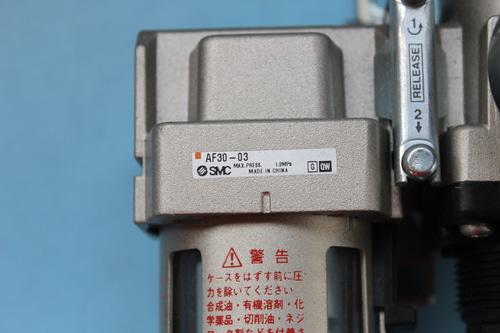 1
RELEASE
2
AF30-03
SMC MAX.PRESS. 1.0MPa
MADE IN CHINA
G QW
警告
ケースをはずす前に圧
力を除いてください
合成油・有機溶剤・化
学薬品・切削油・ネジ